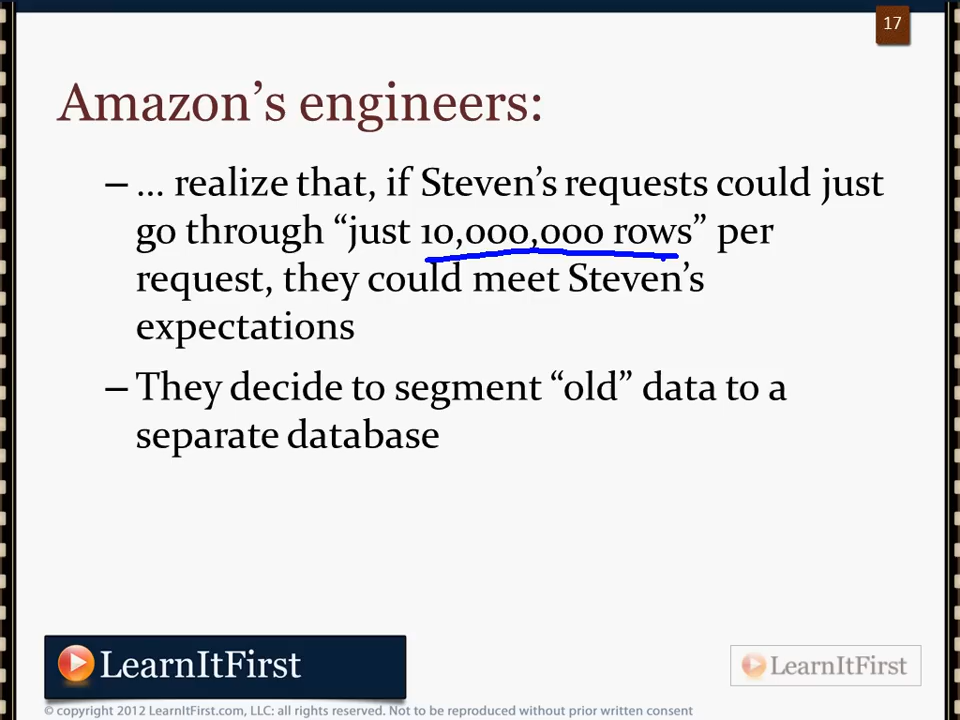 17
Amazon’s engineers:
– ... realize that, if Steven’s requests could just
go through “just 10,000,000 rows” per
request, they could meet Steven’s
expectations
– They decide to segment “old” data to a
separate database
LearnItFirst
LearnItFirst
© copyright 2012 LearnItFirst.com, LLC: all rights reserved. Not to be reproduced without prior written consent